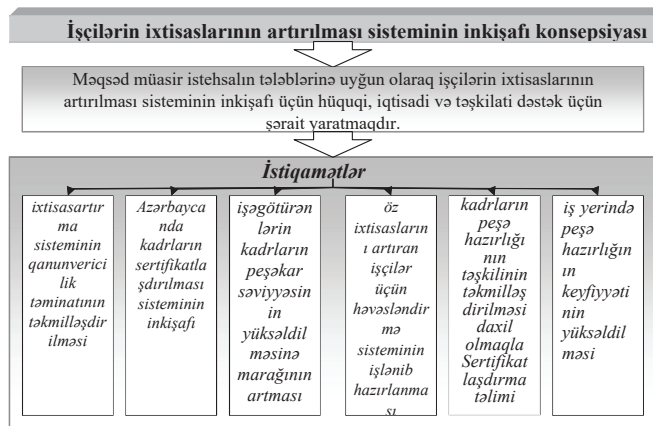 İşçilərin ixtisaslarının artırılması sisteminin inkişafı konsepsiyası
Məqsəd müasir istehsalın tələblərinə uyğun olaraq işçilərin ixtisaslarının
artırılması sisteminin inkişafı üçün hüquqi, iqtisadi və təşkilati dəstək üçün
şərait yaratmaqdır.
İstiqamətlər
ixtisasartır
ma
sisteminin
qanunverici
lik
təminatının
təkmilləşdir
ilməsi
Azərbayca
nda
kadrların
sertifikatla
şdırılması
sisteminin
inkişafı
işəgötürən
lərin
kadrların
peşəkar
səviyyəsin
in
yüksəldil
məsinə
marağının
artması
öz
ixtisasların
ı artıran
işçilər
üçün
həvəsləndir
mə
sisteminin
işlənib
hazırlanma
sı
kadrların
peşə
hazırlığı
nın
təşkilinin
təkmilləş
dirilməsi
daxil
olmaqla
Sertifikat
laşdırma
təlimi
iş yerində
peşə
hazırlığın
ın
keyfiyyəti
nin
yüksəldil
məsi